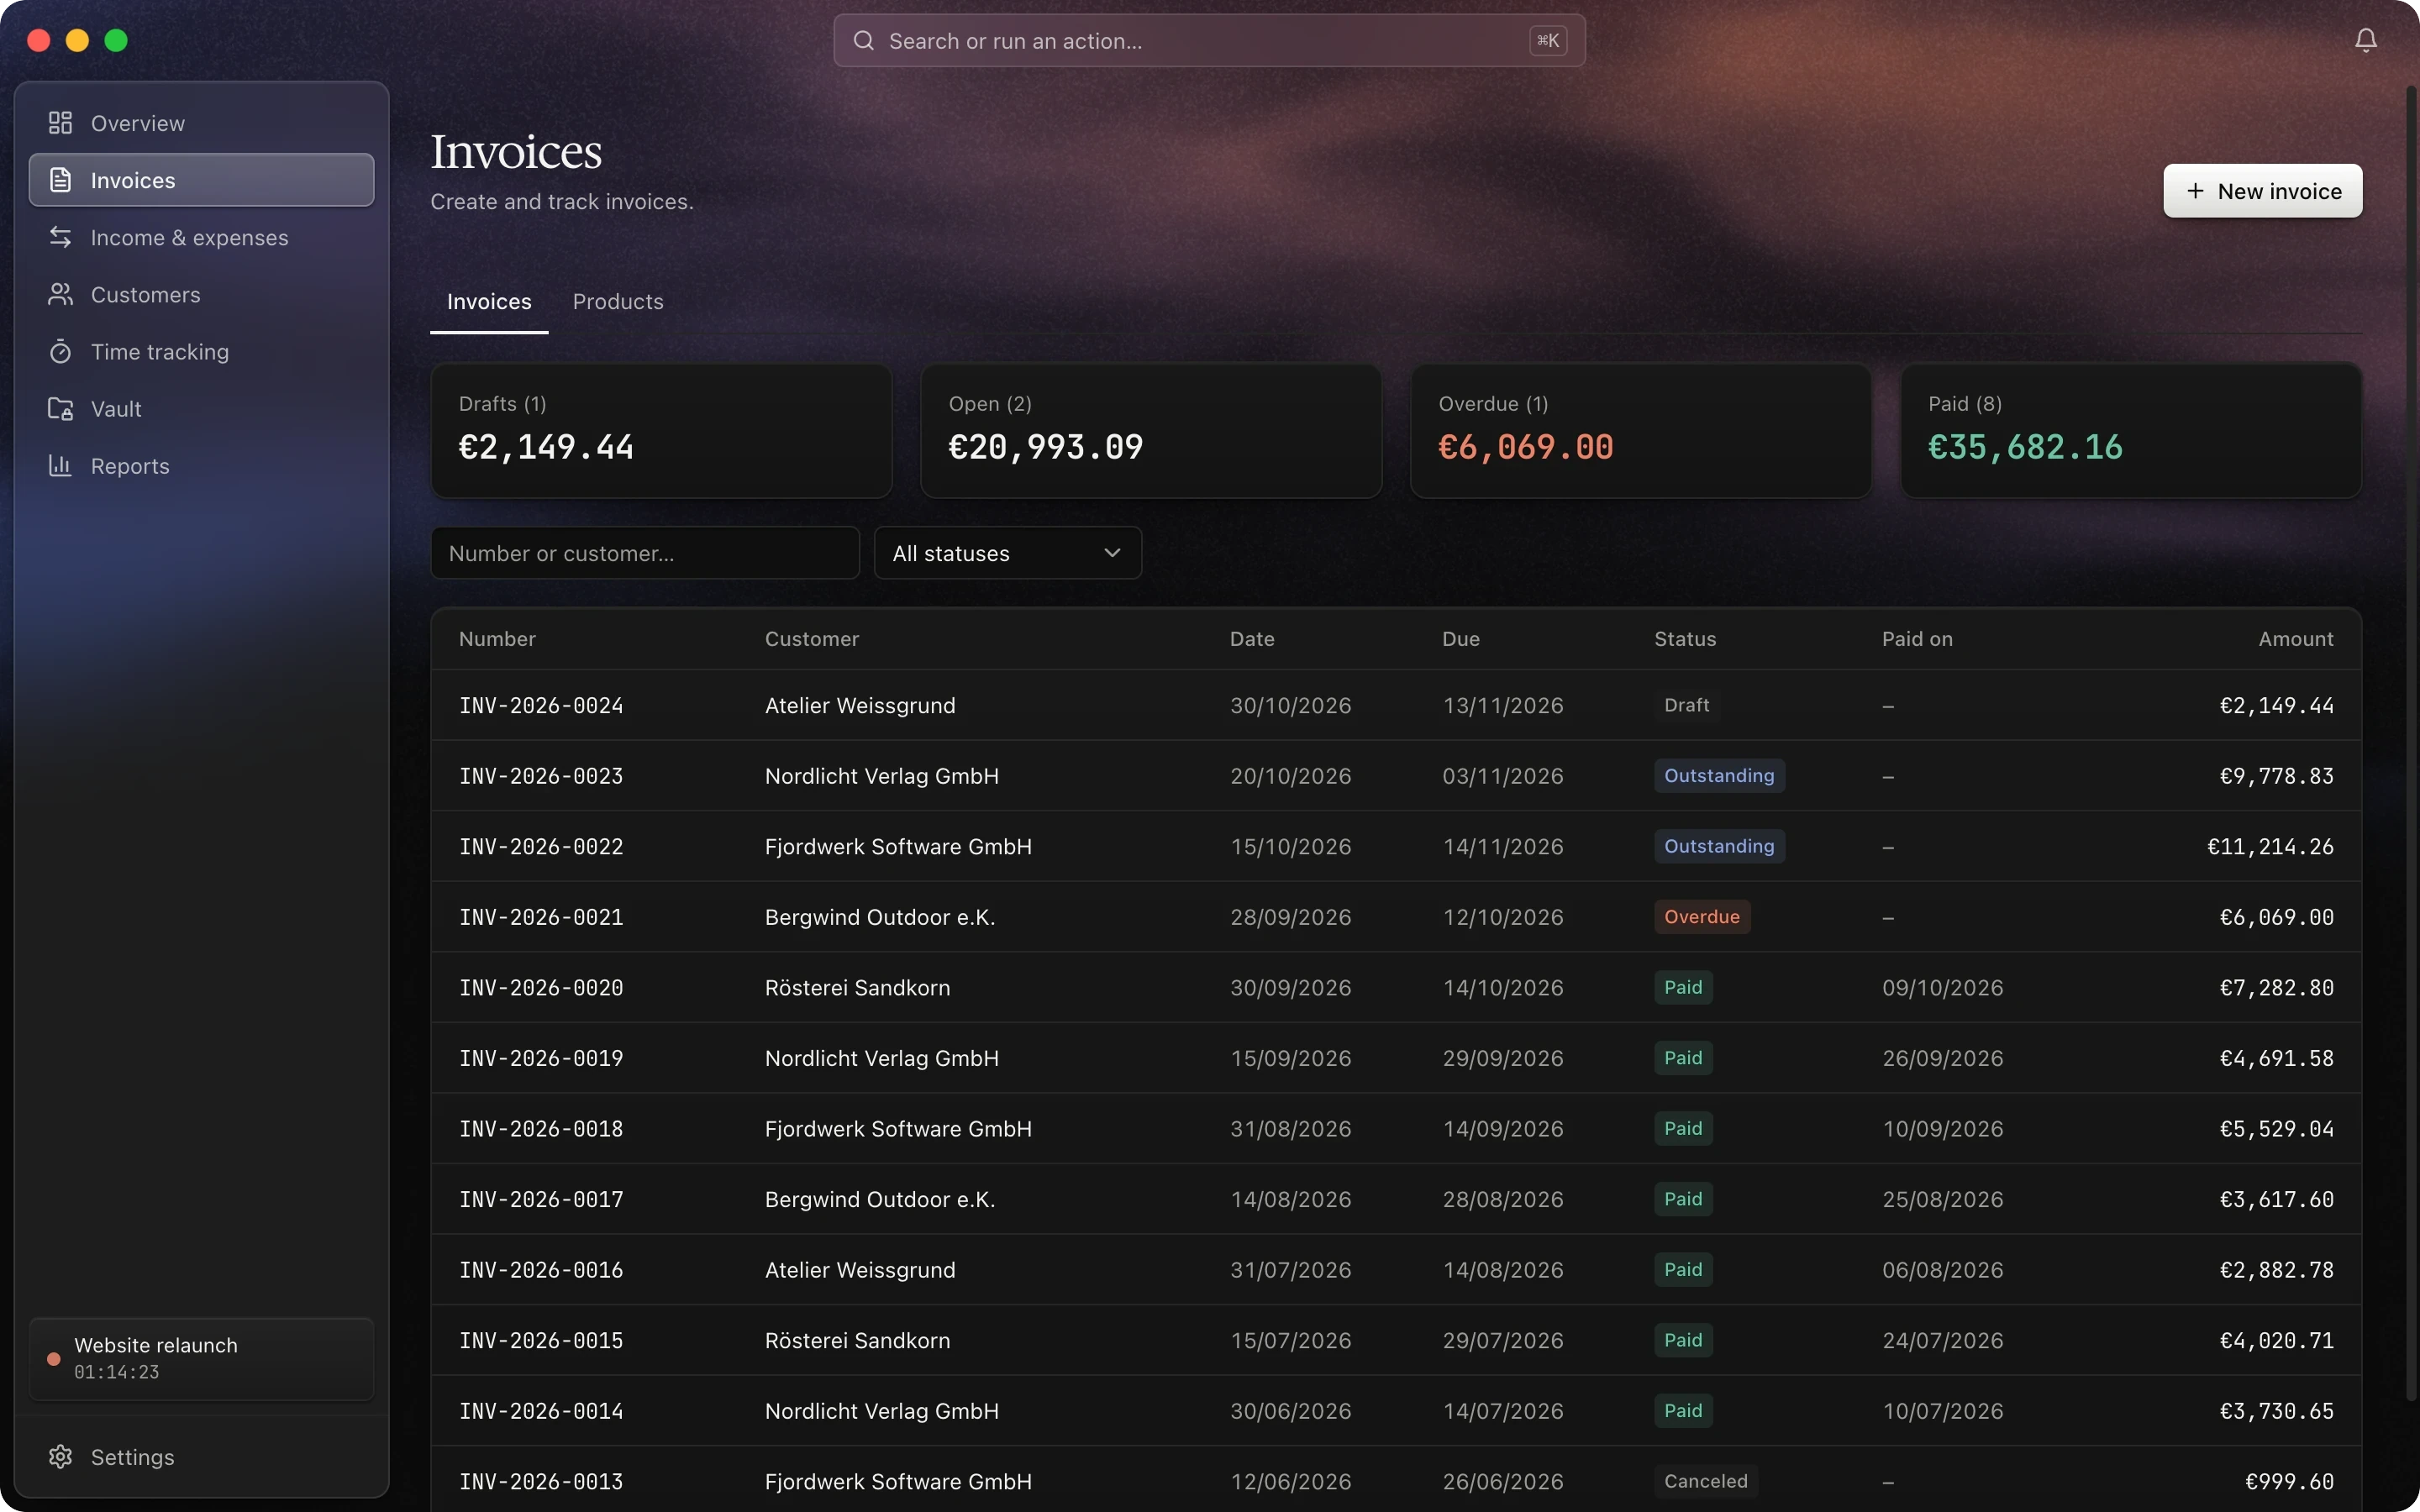 Search or run an action... ⌘K
Overview
Invoices
Income & expenses
Customers
Time tracking
Vault
Reports
Website relaunch
01:14:23
Settings
Invoices
Create and track invoices.
+ New invoice
Invoices Products
Drafts (1) Open (2) Overdue (1) Paid (8)
€2,149.44 €20,993.09 €6,069.00 €35,682.16
Number or customer... All statuses
Number Customer Date Due Status Paid on Amount
INV-2026-0024 Atelier Weissgrund 30/10/2026 13/11/2026 Draft – €2,149.44
INV-2026-0023 Nordlicht Verlag GmbH 20/10/2026 03/11/2026 Outstanding – €9,778.83
INV-2026-0022 Fjordwerk Software GmbH 15/10/2026 14/11/2026 Outstanding – €11,214.26
INV-2026-0021 Bergwind Outdoor e.K. 28/09/2026 12/10/2026 Overdue – €6,069.00
INV-2026-0020 Rösterei Sandkorn 30/09/2026 14/10/2026 Paid 09/10/2026 €7,282.80
INV-2026-0019 Nordlicht Verlag GmbH 15/09/2026 29/09/2026 Paid 26/09/2026 €4,691.58
INV-2026-0018 Fjordwerk Software GmbH 31/08/2026 14/09/2026 Paid 10/09/2026 €5,529.04
INV-2026-0017 Bergwind Outdoor e.K. 14/08/2026 28/08/2026 Paid 25/08/2026 €3,617.60
INV-2026-0016 Atelier Weissgrund 31/07/2026 14/08/2026 Paid 06/08/2026 €2,882.78
INV-2026-0015 Rösterei Sandkorn 15/07/2026 29/07/2026 Paid 24/07/2026 €4,020.71
INV-2026-0014 Nordlicht Verlag GmbH 30/06/2026 14/07/2026 Paid 10/07/2026 €3,730.65
INV-2026-0013 Fjordwerk Software GmbH 12/06/2026 26/06/2026 Canceled – €999.60